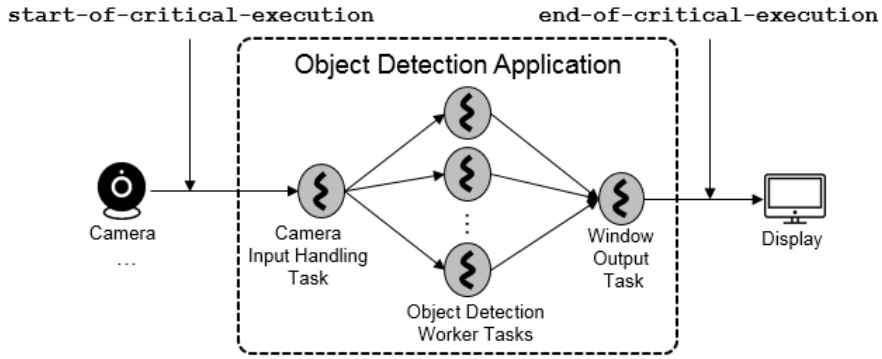 start-of-critical-execution
end-of-critical-execution
Object Detection Application
Camera
...
Camera
Input Handling
Task
⋮
Object Detection
Worker Tasks
Window
Output
Task
Display